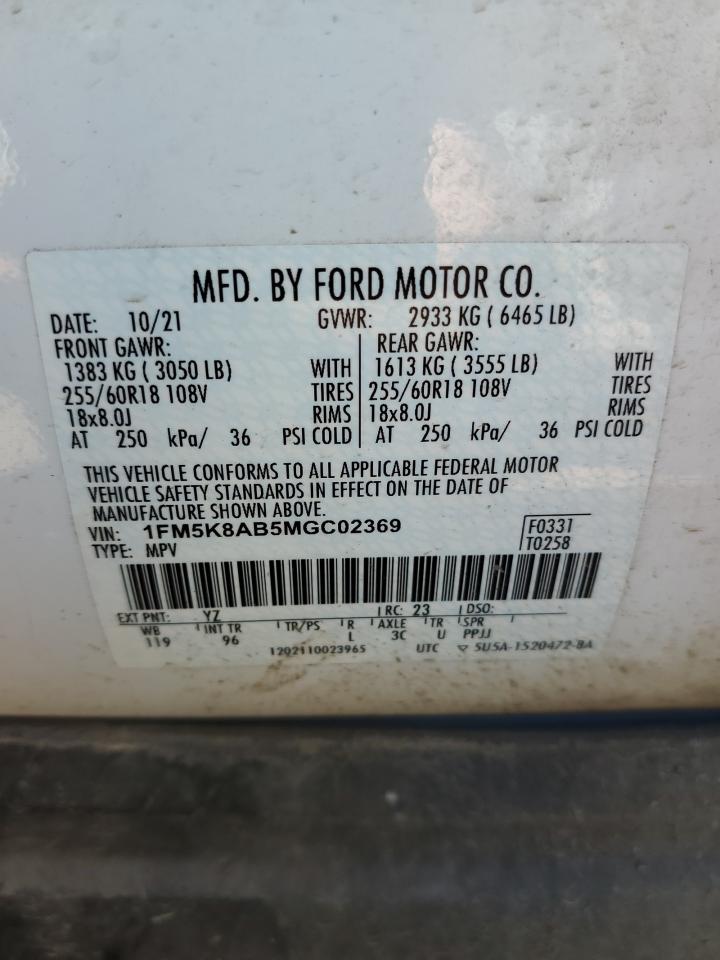 MFD. BY FORD MOTOR CO.
DATE: 10/21 GVWR: 2933 KG ( 6465 LB)
FRONT GAWR: REAR GAWR:
1383 KG ( 3050 LB) WITH 1613 KG ( 3555 LB) WITH
255/60R18 108V TIRES 255/60R18 108V TIRES
18x8.0J RIMS 18x8.0J RIMS
AT 250 kPa/ 36 PSI COLD AT 250 kPa/ 36 PSI COLD
THIS VEHICLE CONFORMS TO ALL APPLICABLE FEDERAL MOTOR
VEHICLE SAFETY STANDARDS IN EFFECT ON THE DATE OF
MANUFACTURE SHOWN ABOVE.
VIN: 1FM5K8AB5MGC02369 F0331
TYPE: MPV T0258
EXT PNT: YZ RC: 23 DSO:
WB INT TR TR/PS R AXLE TR SPR
119 96 L 3C U PPJJ
1202110023965 UTC 5U5A-1520472-BA